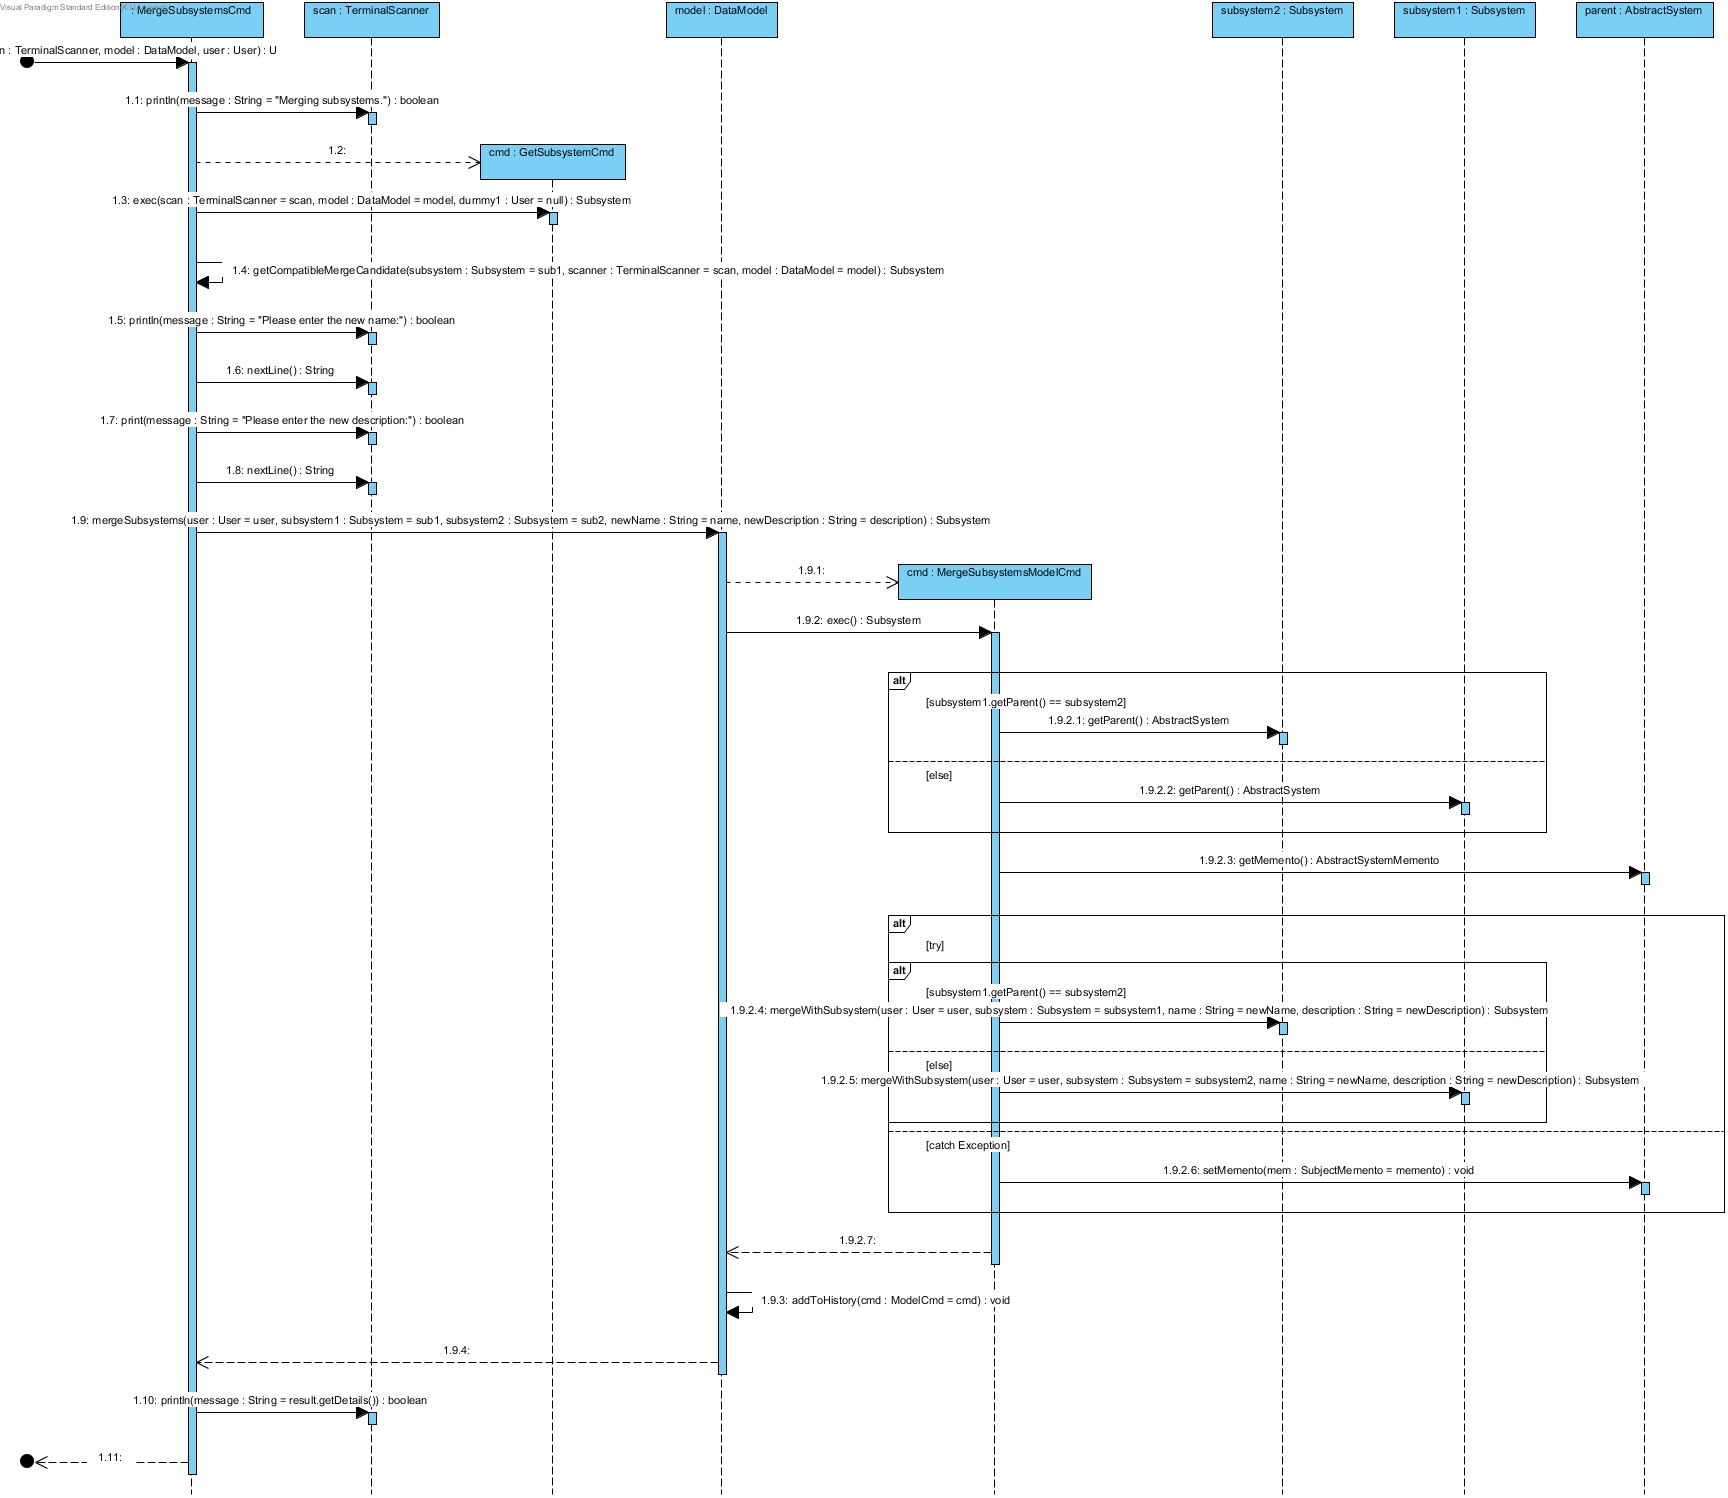 Visual Paradigm Standard Edition
: MergeSubsystemsCmd
scan : TerminalScanner
model : DataModel
subsystem2 : Subsystem
subsystem1 : Subsystem
parent : AbstractSystem
n : TerminalScanner, model : DataModel, user : User) : U
1.1: println(message : String = "Merging subsystems.") : boolean
1.2:
cmd : GetSubsystemCmd
1.3: exec(scan : TerminalScanner = scan, model : DataModel = model, dummy1 : User = null) : Subsystem
1.4: getCompatibleMergeCandidate(subsystem : Subsystem = sub1, scanner : TerminalScanner = scan, model : DataModel = model) : Subsystem
1.5: println(message : String = "Please enter the new name:") : boolean
1.6: nextLine() : String
1.7: print(message : String = "Please enter the new description:") : boolean
1.8: nextLine() : String
1.9: mergeSubsystems(user : User = user, subsystem1 : Subsystem = sub1, subsystem2 : Subsystem = sub2, newName : String = name, newDescription : String = description) : Subsystem
1.9.1:
cmd : MergeSubsystemsModelCmd
1.9.2: exec() : Subsystem
alt
[subsystem1.getParent() == subsystem2]
1.9.2.1: getParent() : AbstractSystem
[else]
1.9.2.2: getParent() : AbstractSystem
1.9.2.3: getMemento() : AbstractSystemMemento
alt
[try]
alt
[subsystem1.getParent() == subsystem2]
1.9.2.4: mergeWithSubsystem(user : User = user, subsystem : Subsystem = subsystem1, name : String = newName, description : String = newDescription) : Subsystem
[else]
1.9.2.5: mergeWithSubsystem(user : User = user, subsystem : Subsystem = subsystem2, name : String = newName, description : String = newDescription) : Subsystem
[catch Exception]
1.9.2.6: setMemento(mem : SubjectMemento = memento) : void
1.9.2.7:
1.9.3: addToHistory(cmd : ModelCmd = cmd) : void
1.9.4:
1.10: println(message : String = result.getDetails()) : boolean
1.11: